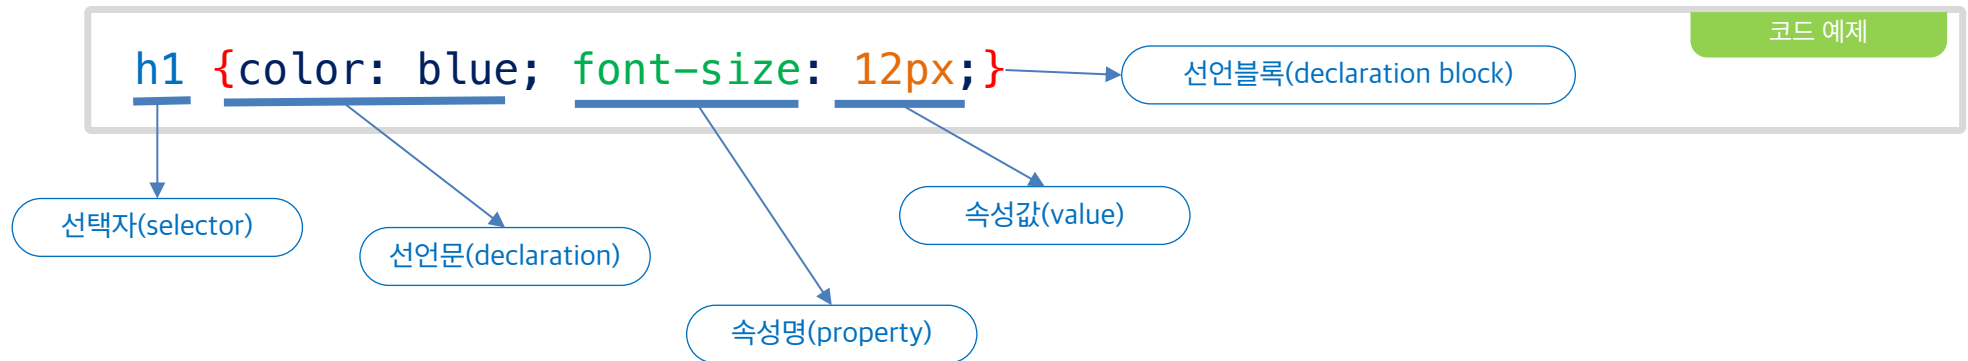 코드 예제
h1 {color: blue; font-size: 12px;}
선언블록(declaration block)
선택자(selector)
선언문(declaration)
속성값(value)
속성명(property)